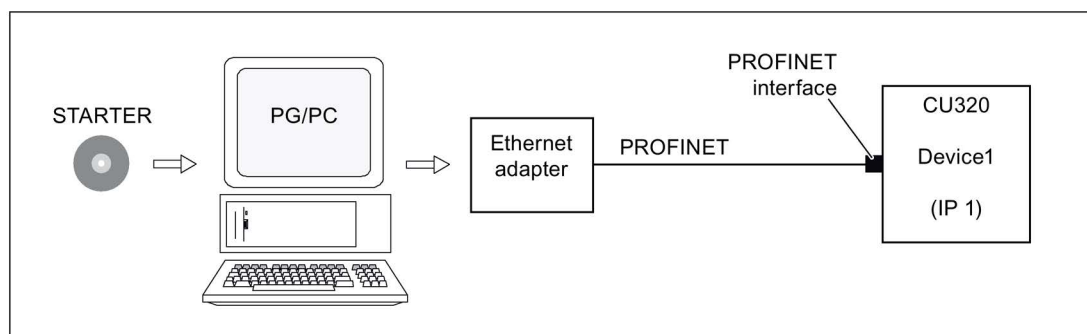 STARTER
PG/PC
Ethernet
adapter
PROFINET
PROFINET
interface
CU320
Device1
(IP 1)